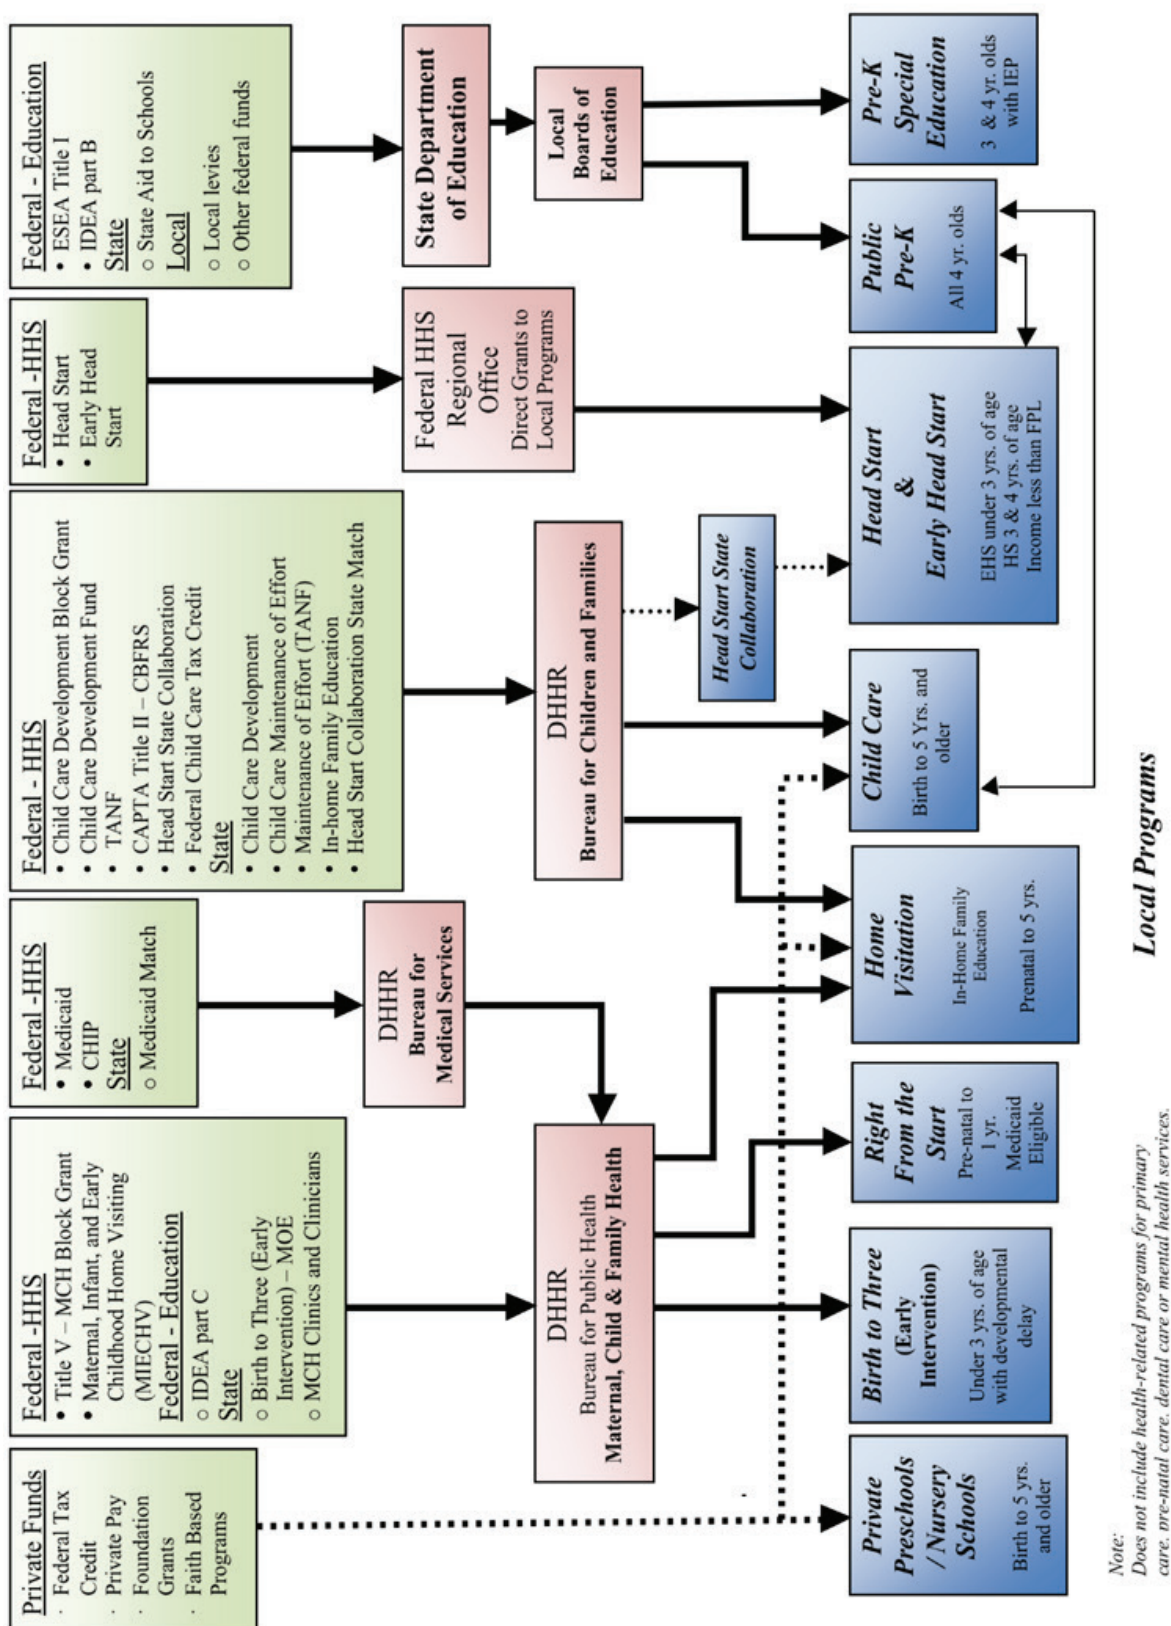 Private Funds
· Federal Tax
Credit
· Private Pay
· Foundation
Grants
· Faith Based
Programs
Federal -HHS
• Title V – MCH Block Grant
• Maternal, Infant, and Early
Childhood Home Visiting
(MIECHV)
Federal - Education
○ IDEA part C
State
○ Birth to Three (Early
Intervention) – MOE
○ MCH Clinics and Clinicians
Federal -HHS
• Medicaid
• CHIP
State
○ Medicaid Match
Federal - HHS
• Child Care Development Block Grant
• Child Care Development Fund
• TANF
• CAPTA Title II – CBFRS
• Head Start State Collaboration
• Federal Child Care Tax Credit
State
• Child Care Development
• Child Care Maintenance of Effort
• Maintenance of Effort (TANF)
• In-home Family Education
• Head Start Collaboration State Match
Federal -HHS
• Head Start
• Early Head
Start
Federal - Education
• ESEA Title I
• IDEA part B
State
○ State Aid to Schools
Local
○ Local levies
○ Other federal funds
DHHR
Bureau for Public Health
Maternal, Child & Family Health
DHHR
Bureau for
Medical Services
DHHR
Bureau for Children and Families
Federal HHS
Regional
Office
Direct Grants to
Local Programs
State Department
of Education
Local
Boards of
Education
Head Start State
Collaboration
Private
Preschools
/ Nursery
Schools
Birth to 5 yrs.
and older
Birth to Three
(Early
Intervention)
Under 3 yrs. of age
with developmental
delay
Right
From the
Start
Pre-natal to
1 yr.
Medicaid
Eligible
Home
Visitation
In-Home Family
Education
Prenatal to 5 yrs.
Child Care
Birth to 5 Yrs. and
older
Head Start
&
Early Head Start
EHS under 3 yrs. of age
HS 3 & 4 yrs. of age
Income less than FPL
Public
Pre-K
All 4 yr. olds
Pre-K
Special
Education
3 & 4 yr. olds
with IEP
Local Programs
Note:
Does not include health-related programs for primary
care, pre-natal care, dental care or mental health services.